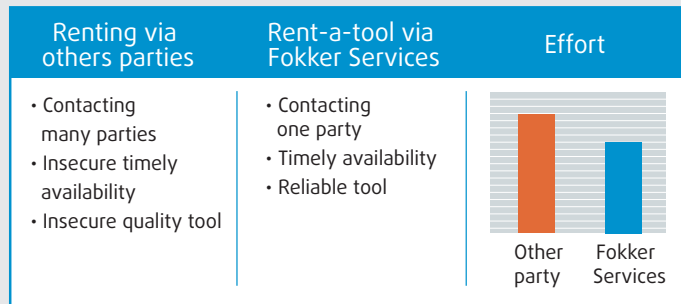 Renting via
others parties
Rent-a-tool via
Fokker Services
Effort
• Contacting
many parties
• Insecure timely
availability
• Insecure quality tool
• Contacting
one party
• Timely availability
• Reliable tool
Other
party
Fokker
Services